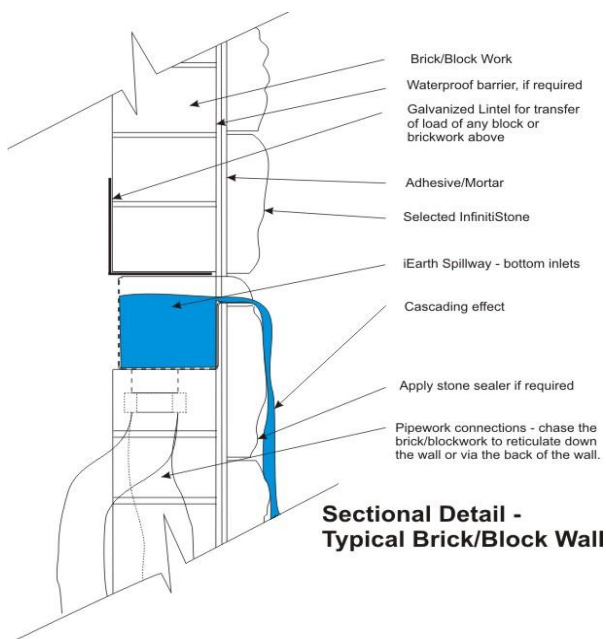 Brick/Block Work
Waterproof barrier, if required
Galvanized Lintel for transfer
of load of any block or
brickwork above
Adhesive/Mortar
Selected InfinitiStone
iEarth Spillway - bottom inlets
Cascading effect
Apply stone sealer if required
Pipework connections - chase the
brick/blockwork to reticulate down
the wall or via the back of the wall.
Sectional Detail -
Typical Brick/Block Wall